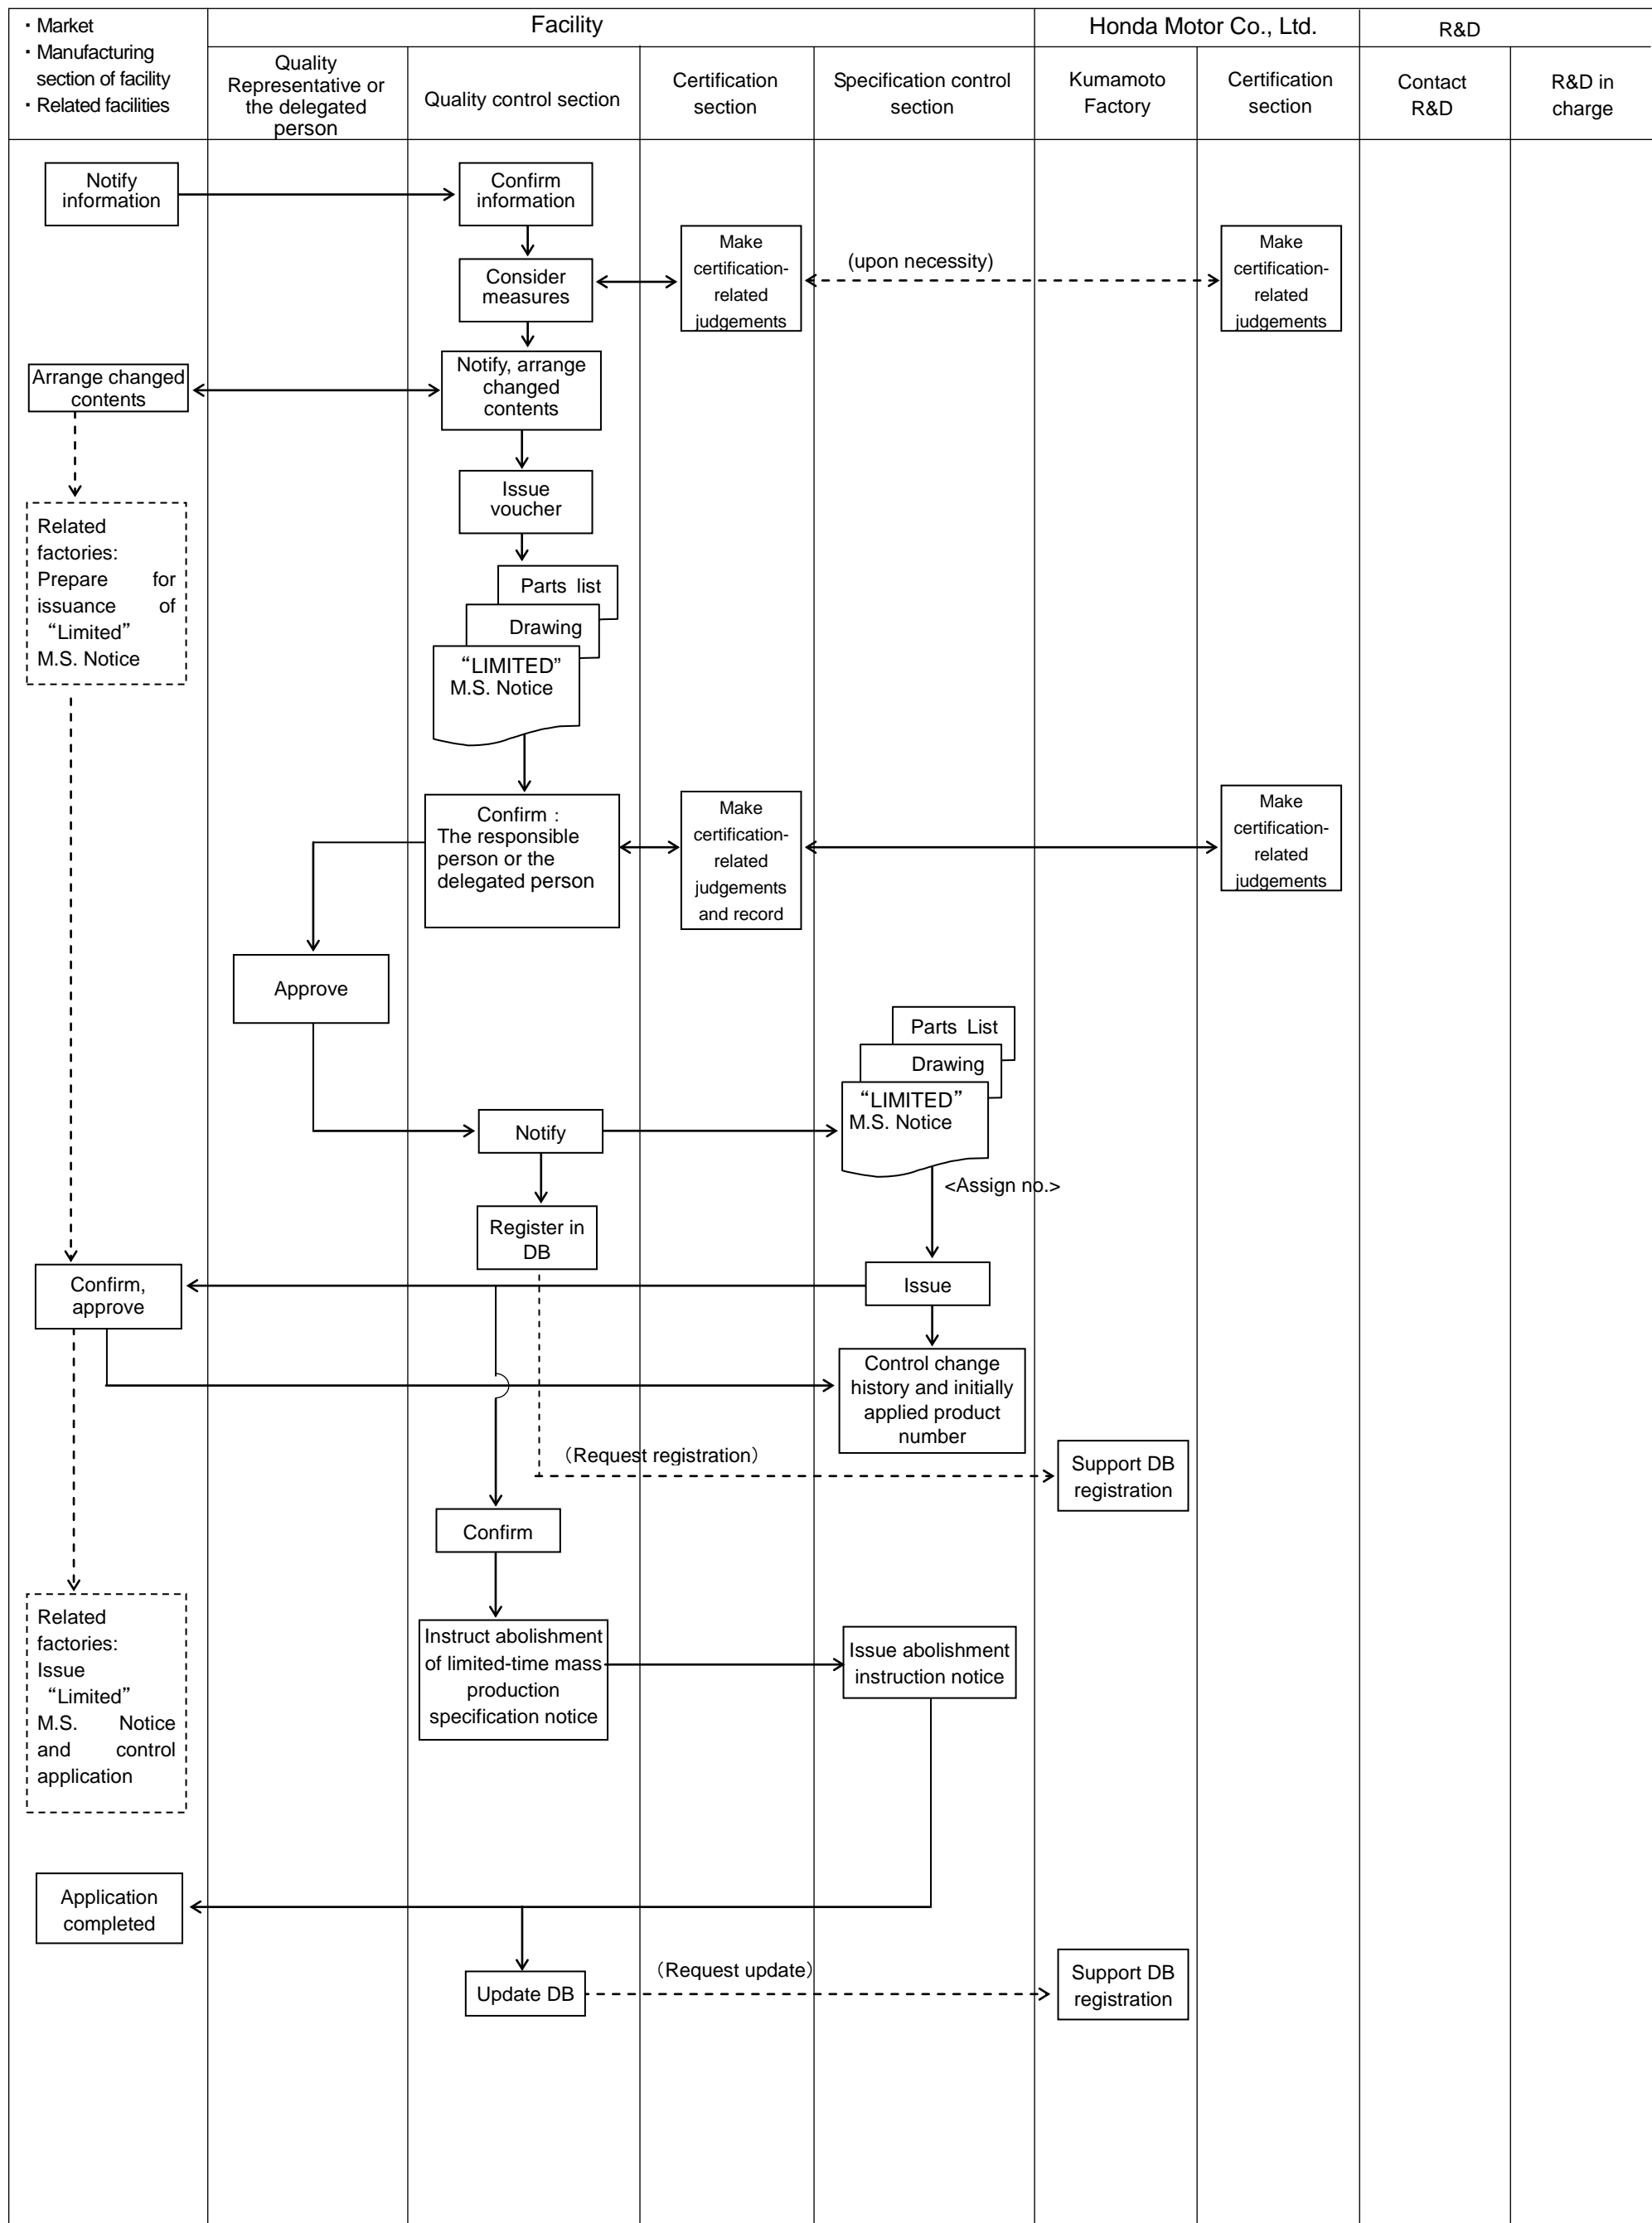 ・Market
・Manufacturing
section of facility
・Related facilities
Facility
Honda Motor Co., Ltd.
R&D
Quality
Representative or
the delegated
person
Quality control section
Certification
section
Specification control
section
Kumamoto
Factory
Certification
section
Contact
R&D
R&D in
charge
Notify
information
Confirm
information
Consider
measures
Make
certification-
related
judgements
(upon necessity)
Make
certification-
related
judgements
Arrange changed
contents
Notify, arrange
changed
contents
Issue
voucher
Related
factories:
Prepare for
issuance of
“Limited”
M.S. Notice
Parts list
Drawing
“LIMITED”
M.S. Notice
Confirm :
The responsible
person or the
delegated person
Make
certification-
related
judgements
and record
Make
certification-
related
judgements
Approve
Parts List
Drawing
“LIMITED”
M.S. Notice
Notify
<Assign no.>
Register in
DB
Confirm,
approve
Issue
Control change
history and initially
applied product
number
（Request registration）
Support DB
registration
Confirm
Related
factories:
Issue
“Limited”
M.S. Notice
and control
application
Instruct abolishment
of limited-time mass
production
specification notice
Issue abolishment
instruction notice
Application
completed
Update DB
（Request update）
Support DB
registration